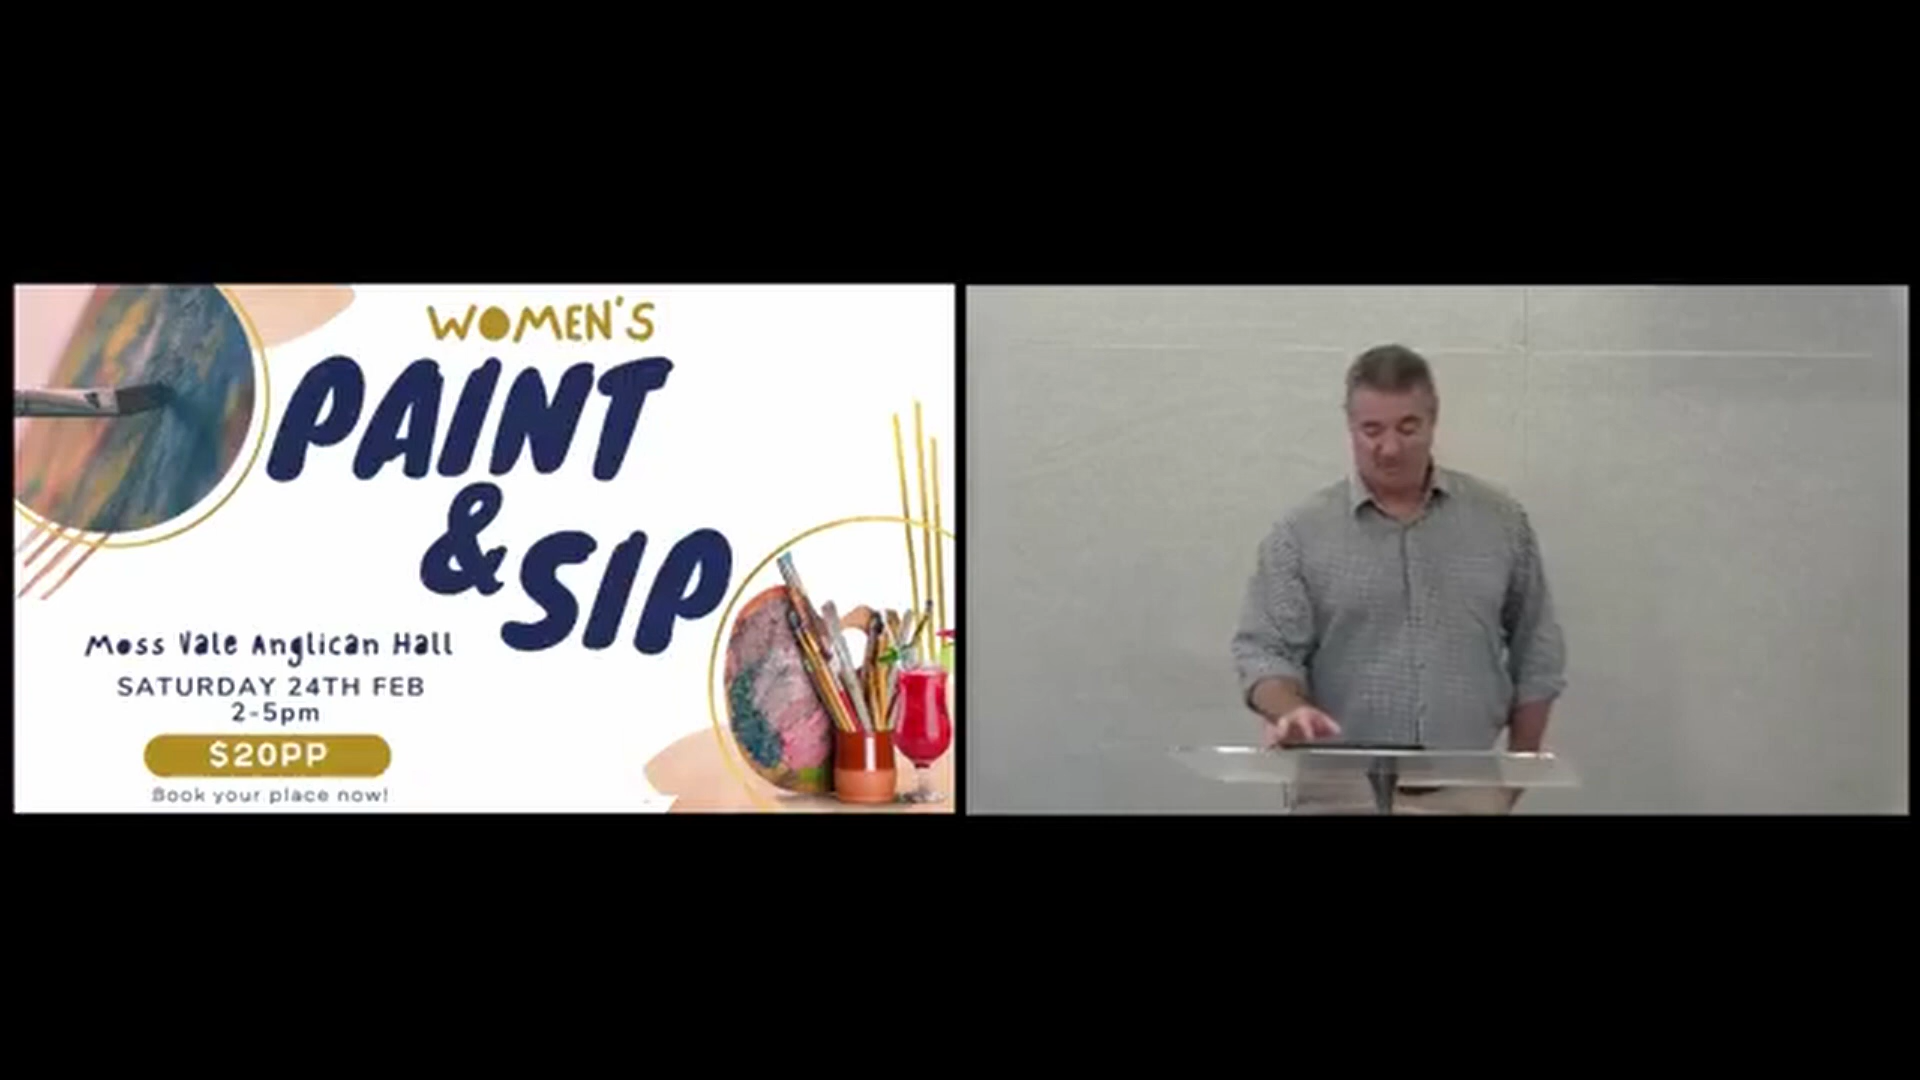 WOMEN'S
PAINT
& SIP
Moss Vale Anglican Hall
SATURDAY 24TH FEB
2-5pm
$20PP
Book your place now!